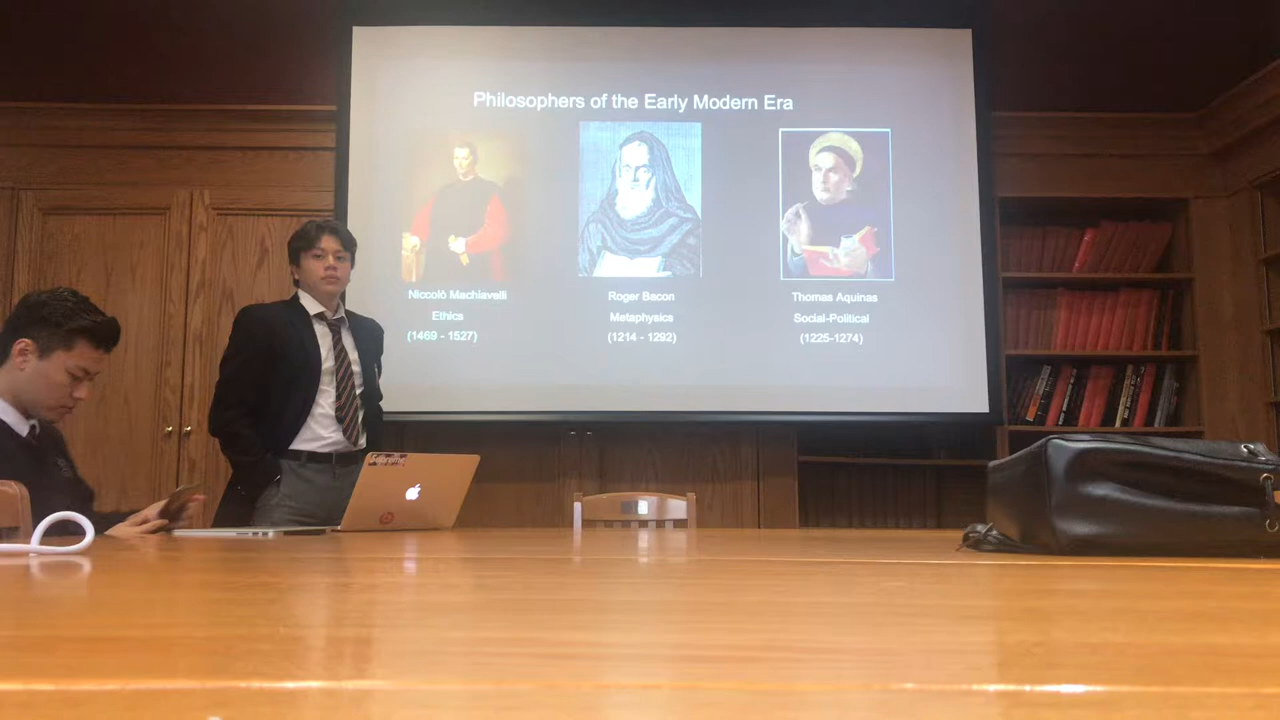 Philosophers of the Early Modern Era
Niccolò Machiavelli
Ethics
(1469 - 1527)
Roger Bacon
Metaphysics
(1214 - 1292)
Thomas Aquinas
Social-Political
(1225-1274)
Supreme